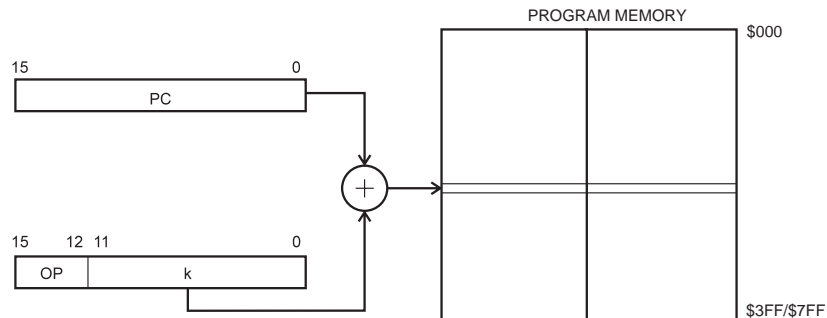 PROGRAM MEMORY
$000
15 0
PC
+
15 12 11 0
OP k
$3FF/$7FF